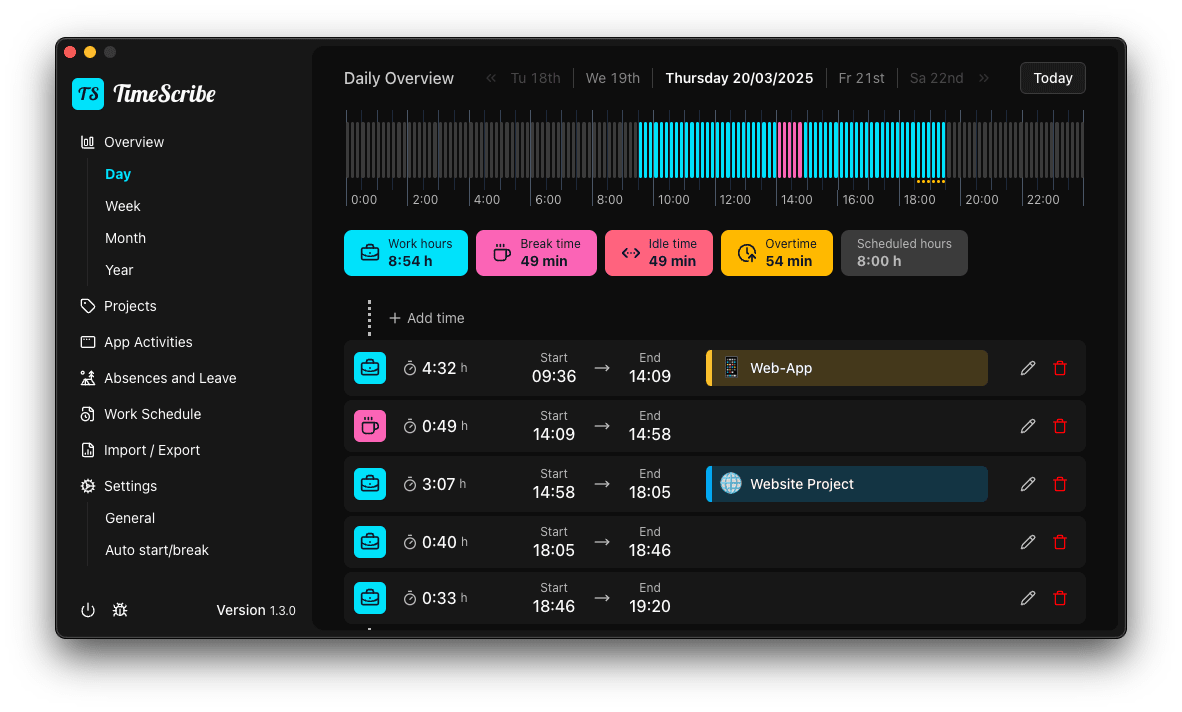 TS TimeScribe
Overview
Day
Week
Month
Year
Projects
App Activities
Absences and Leave
Work Schedule
Import / Export
Settings
General
Auto start/break
Version 1.3.0
Daily Overview
« Tu 18th We 19th Thursday 20/03/2025 Fr 21st Sa 22nd »
Today
0:00 2:00 4:00 6:00 8:00 10:00 12:00 14:00 16:00 18:00 20:00 22:00
Work hours
8:54 h
Break time
49 min
Idle time
49 min
Overtime
54 min
Scheduled hours
8:00 h
+ Add time
4:32 h
Start
09:36
→
End
14:09
Web-App
0:49 h
Start
14:09
→
End
14:58
3:07 h
Start
14:58
→
End
18:05
Website Project
0:40 h
Start
18:05
→
End
18:46
0:33 h
Start
18:46
→
End
19:20